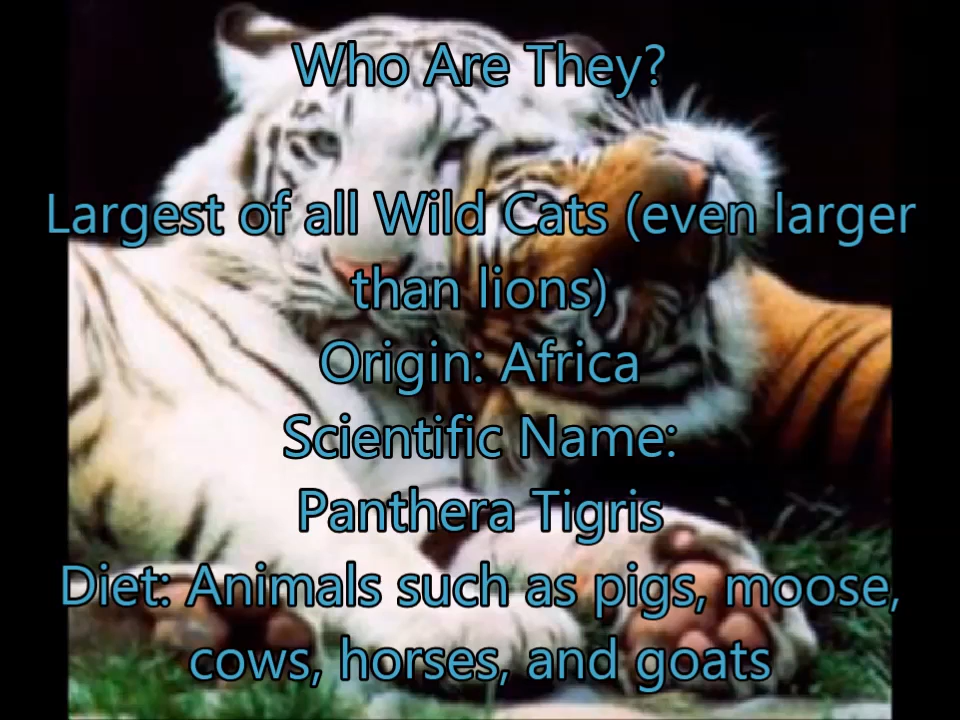 Who Are They?
Largest of all Wild Cats (even larger
than lions)
Origin: Africa
Scientific Name:
Panthera Tigris
Diet: Animals such as pigs, moose,
cows, horses, and goats